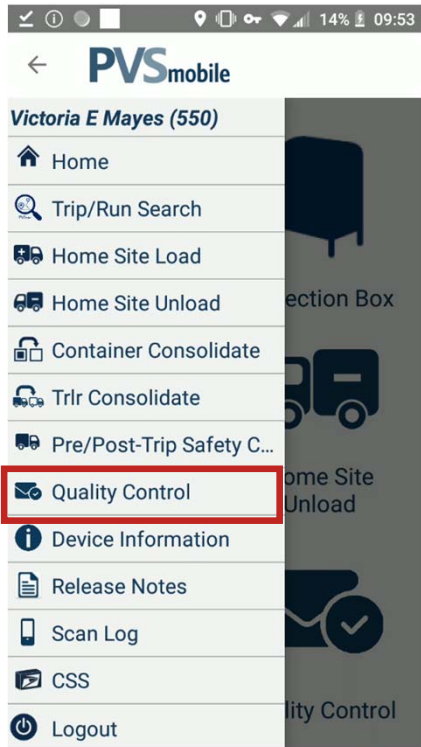 14% 09:53
PVSmobile
Victoria E Mayes (550)
Home
Trip/Run Search
Home Site Load
Home Site Unload
ection Box
Container Consolidate
Trlr Consolidate
Pre/Post-Trip Safety C...
Quality Control
ome Site
Unload
Device Information
Release Notes
Scan Log
CSS
lity Control
Logout